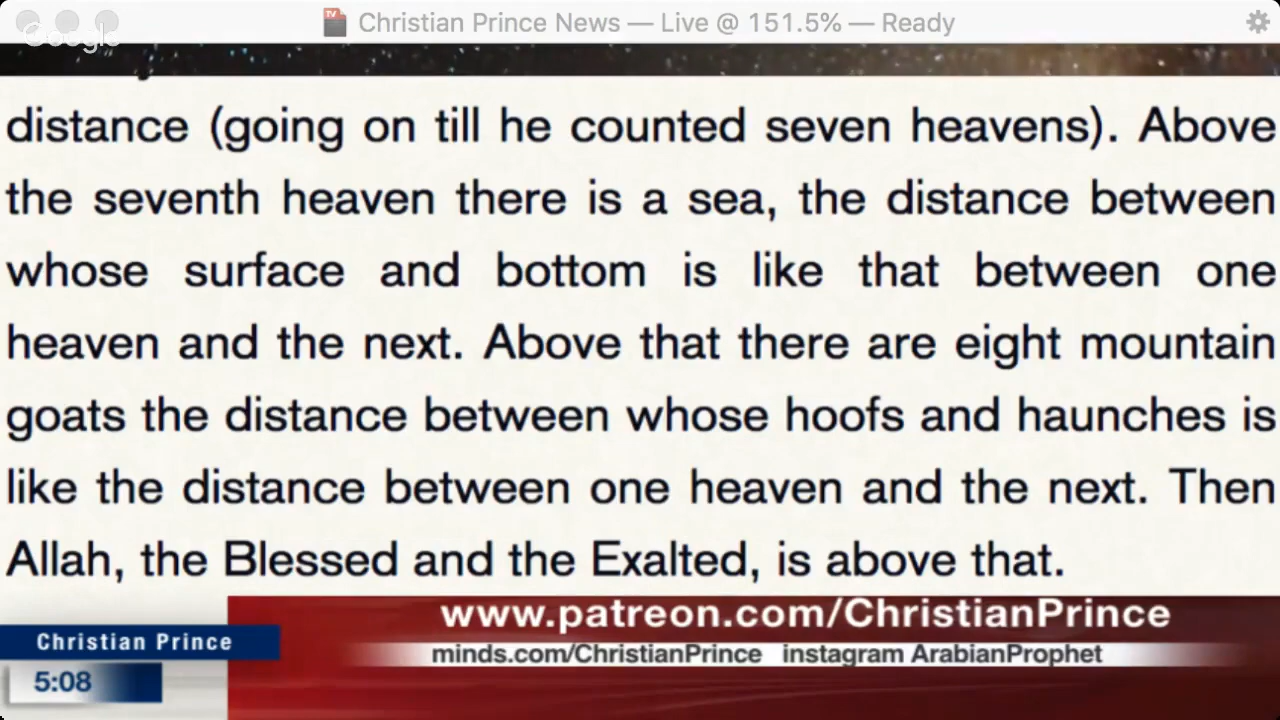 Christian Prince News — Live @ 151.5% — Ready
Google
distance (going on till he counted seven heavens). Above
the seventh heaven there is a sea, the distance between
whose surface and bottom is like that between one
heaven and the next. Above that there are eight mountain
goats the distance between whose hoofs and haunches is
like the distance between one heaven and the next. Then
Allah, the Blessed and the Exalted, is above that.
www.patreon.com/ChristianPrince
Christian Prince
minds.com/ChristianPrince instagram ArabianProphet
5:08